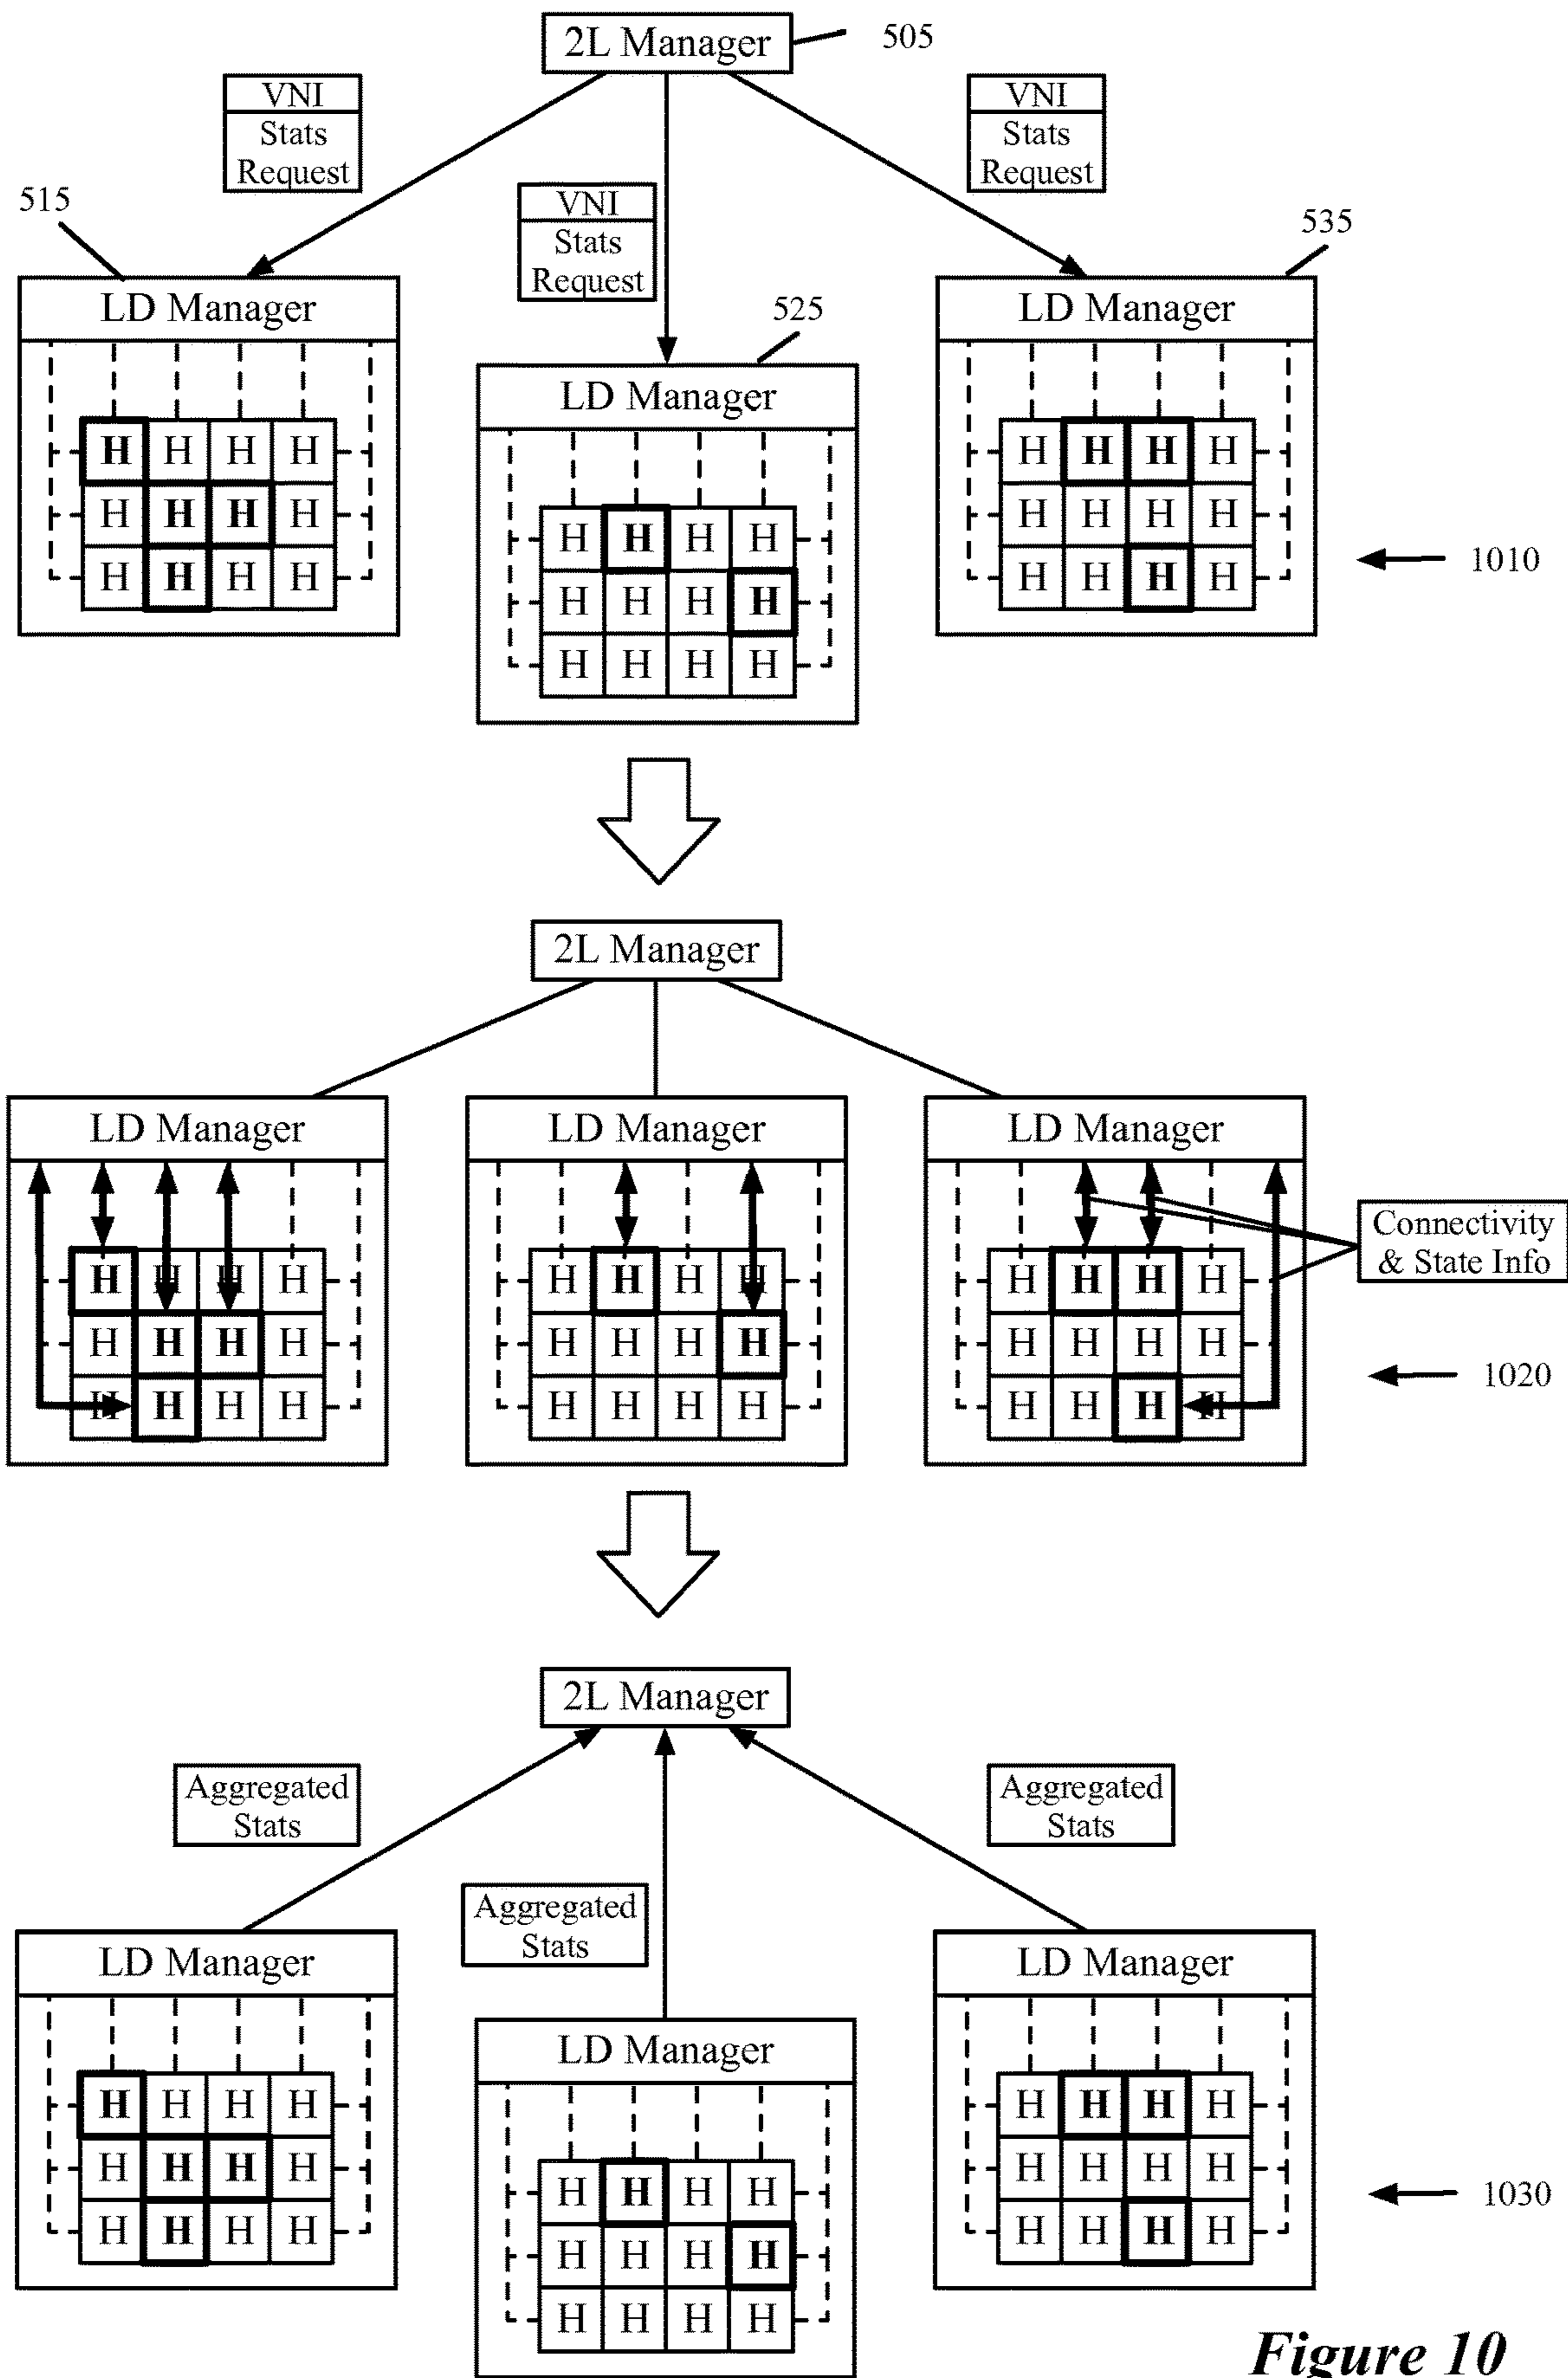 2L Manager
505
VNI
Stats
Request
VNI
Stats
Request
VNI
Stats
Request
515
525
535
LD Manager
H H H H
H H H H
H H H H
LD Manager
H H H H
H H H H
H H H H
LD Manager
H H H H
H H H H
H H H H
1010
2L Manager
LD Manager
H H H H
H H H H
H H H H
LD Manager
H H H H
H H H H
H H H H
LD Manager
H H H H
H H H H
H H H H
Connectivity
& State Info
1020
2L Manager
Aggregated
Stats
Aggregated
Stats
Aggregated
Stats
LD Manager
H H H H
H H H H
H H H H
LD Manager
H H H H
H H H H
H H H H
LD Manager
H H H H
H H H H
H H H H
1030
Figure 10